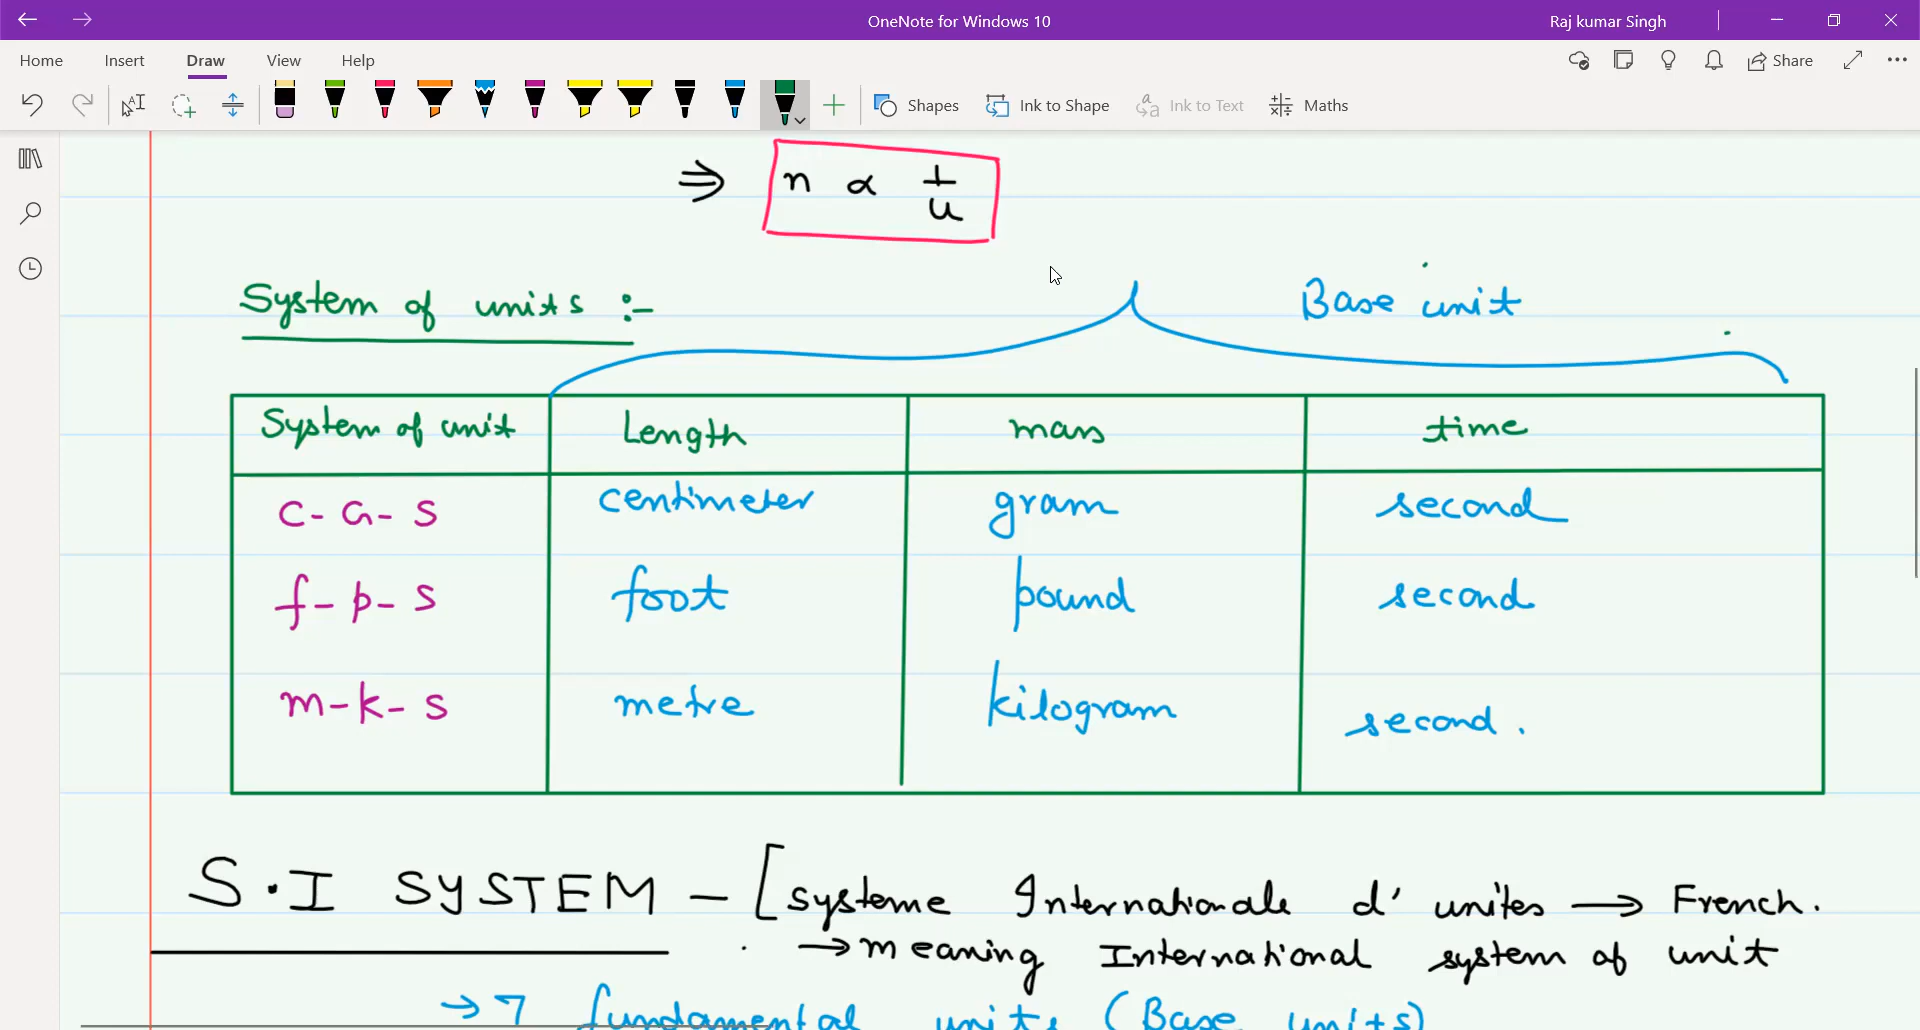 OneNote for Windows 10
Raj kumar Singh
Home Insert Draw View Help
Share
Shapes Ink to Shape Ink to Text Maths
⇒ n ∝ 1/u
System of units :-
Base unit
System of unit Length mass time
C-G-S centimeter gram second
f-p-s foot pound second
m-k-s metre kilogram second.
S.I SYSTEM - [systeme Internationale d' unites → French.
→ meaning International system of unit
→ 7 fundamental units (Base units)